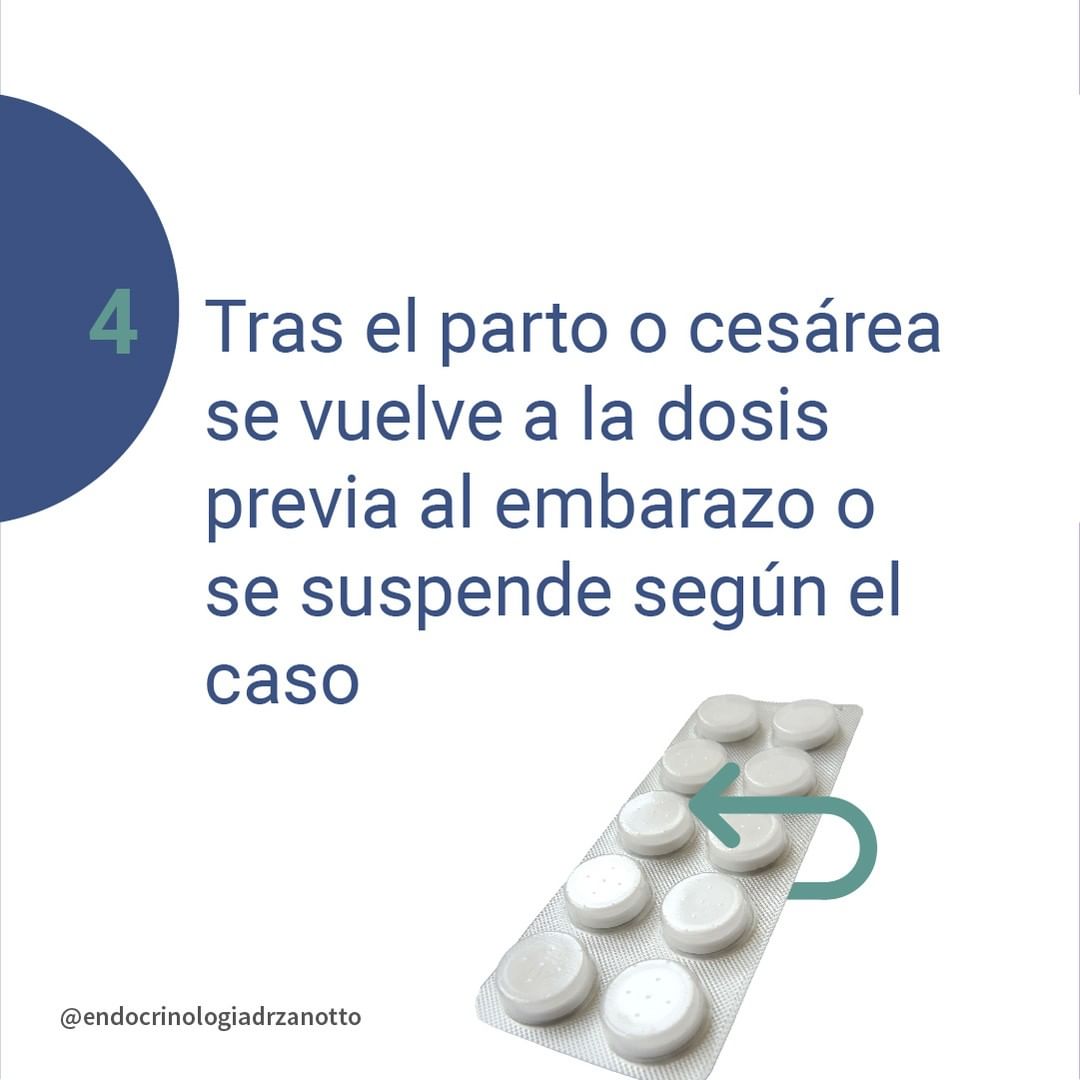 4
Tras el parto o cesárea
se vuelve a la dosis
previa al embarazo o
se suspende según el
caso
@endocrinologiadrzanotto